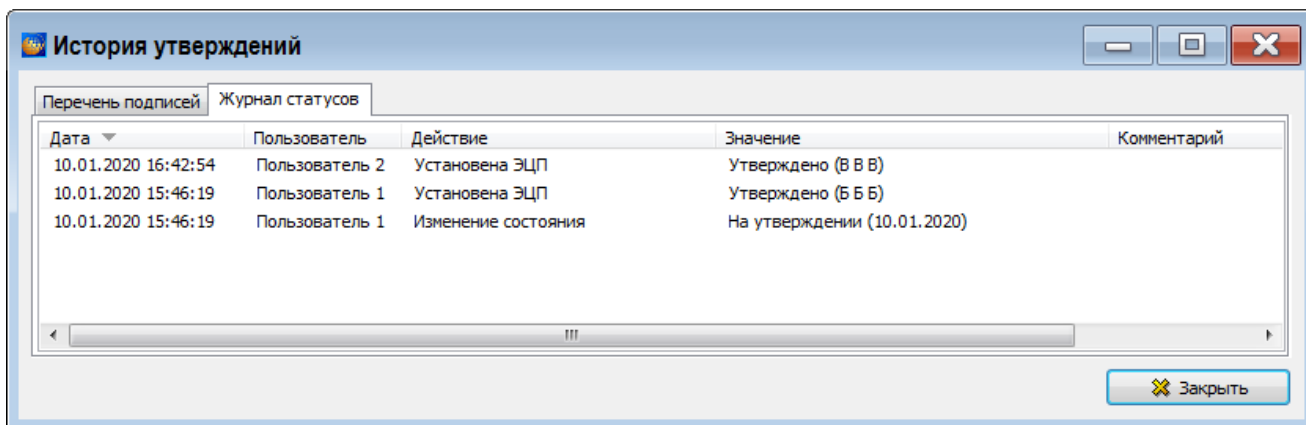 История утверждений
Перечень подписей Журнал статусов
Дата Пользователь Действие Значение Комментарий
10.01.2020 16:42:54 Пользователь 2 Установена ЭЦП Утверждено (В В В)
10.01.2020 15:46:19 Пользователь 1 Установена ЭЦП Утверждено (Б Б Б)
10.01.2020 15:46:19 Пользователь 1 Изменение состояния На утверждении (10.01.2020)
Закрыть